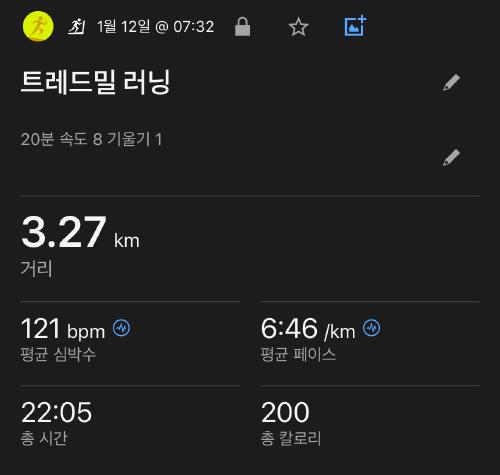 1월 12일 @ 07:32
트레드밀 러닝
20분 속도 8 기울기 1
3.27 km
거리
121 bpm
평균 심박수
6:46 /km
평균 페이스
22:05
총 시간
200
총 칼로리